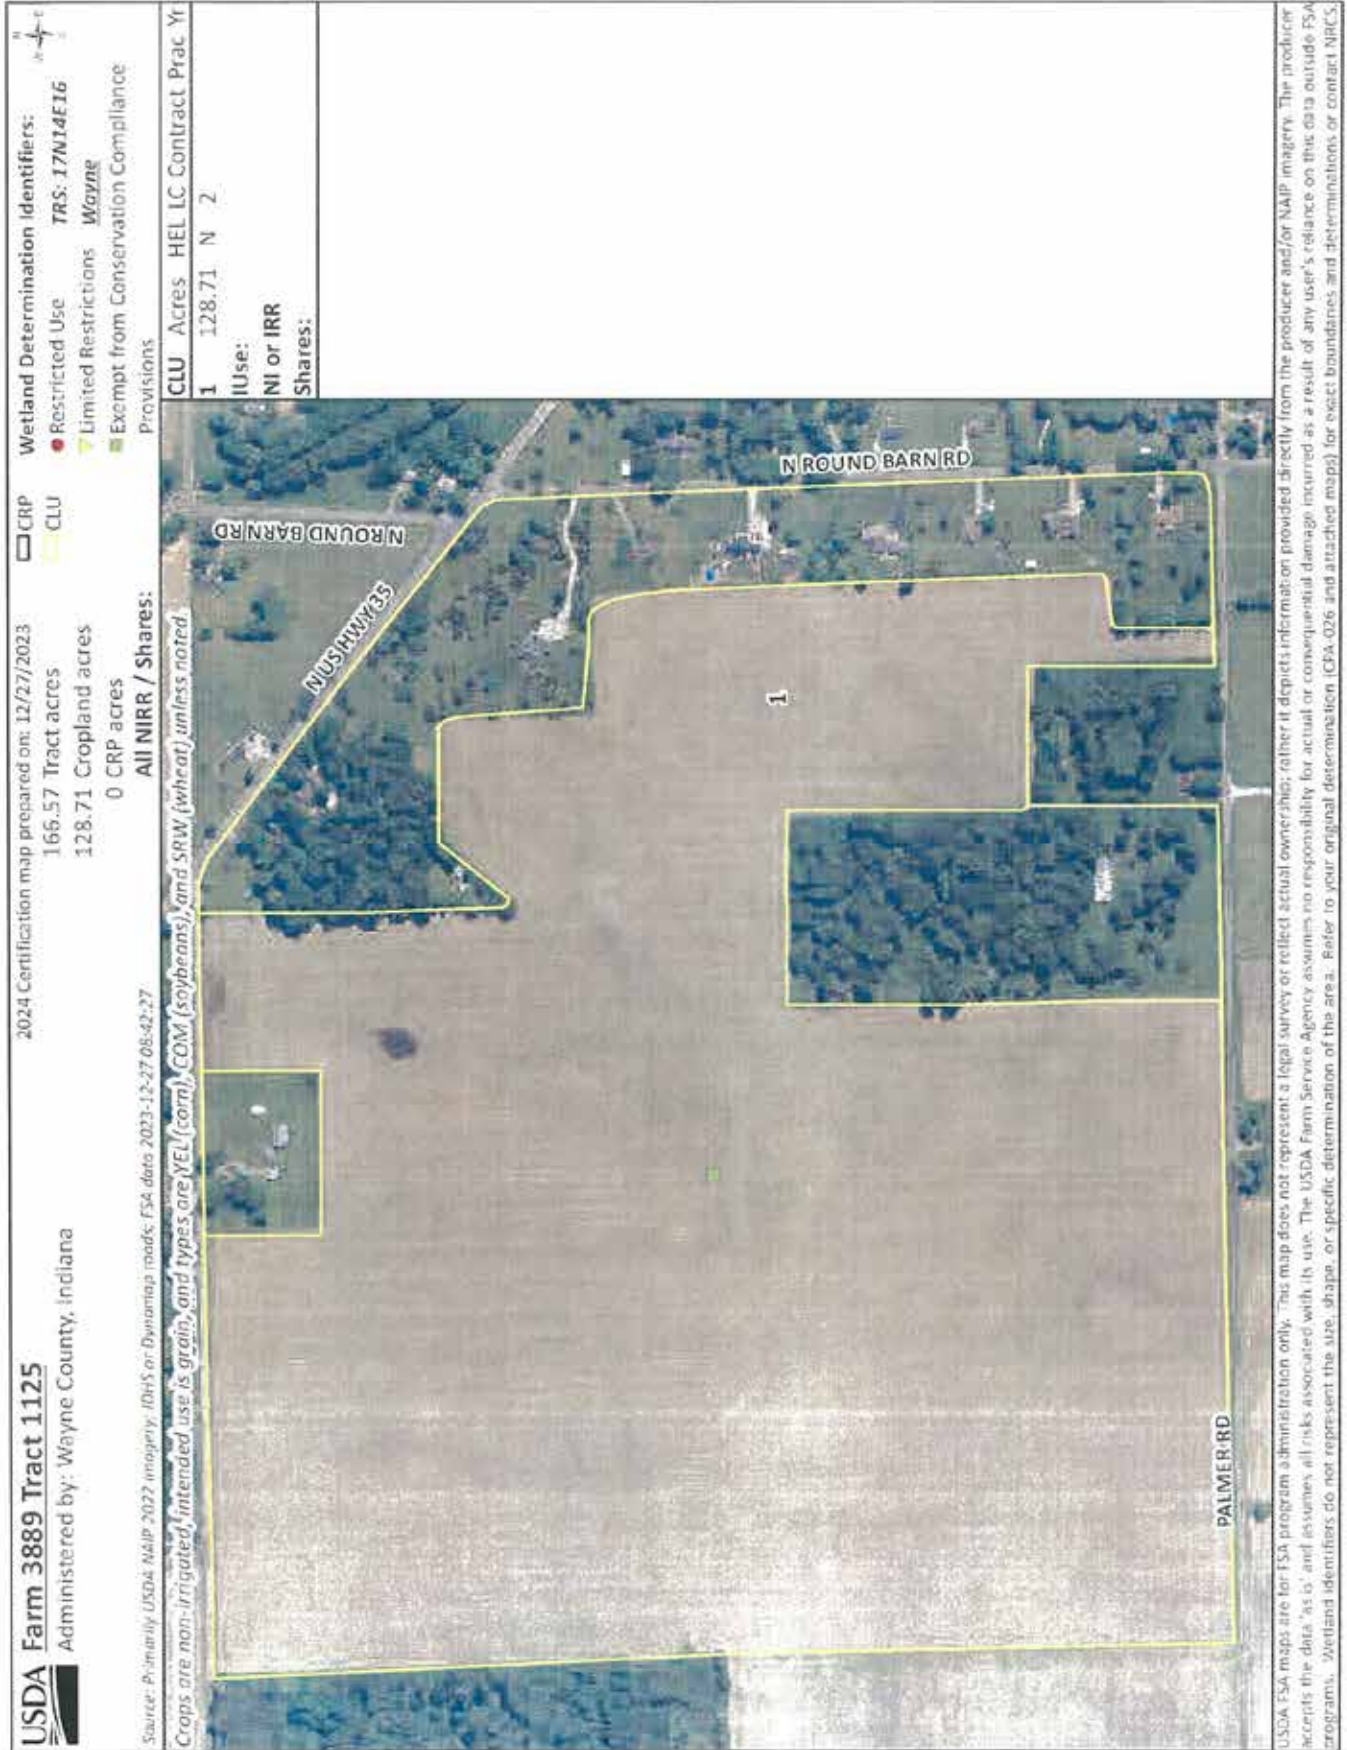 USDA Farm 3889 Tract 1125
Administered by: Wayne County, Indiana
2024 Certification map prepared on: 12/27/2023
166.57 Tract acres
128.71 Cropland acres
0 CRP acres
All NIRR / Shares:
CRP
CLU
Wetland Determination Identifiers:
Restricted Use
Limited Restrictions
Exempt from Conservation Compliance
Provisions
TRS: 17N14E16
Wayne
N
W E
S
Source: Primarily USDA NAIP 2022 imagery; IDHS or Dynamap roads; FSA data 2023-12-27 08:42:27
Crops are non-irrigated, intended use is grain, and types are YEL (corn), COM (soybeans), and SRW (wheat) unless noted.
CLU Acres HEL LC Contract Prac Yr
1 128.71 N 2
IUse:
NI or IRR
Shares:
N ROUND BARN RD
N US HWY 35
N ROUND BARN RD
1
PALMER RD
USDA FSA maps are for FSA program administration only. This map does not represent a legal survey or reflect actual ownership; rather it depicts information provided directly from the producer and/or NAIP imagery. The producer
accepts the data 'as is' and assumes all risks associated with its use. The USDA Farm Service Agency assumes no responsibility for actual or consequential damage incurred as a result of any user's reliance on this data outside FSA
programs. Wetland identifiers do not represent the size, shape, or specific determination of the area. Refer to your original determination (CPA-026 and attached maps) for exact boundaries and determinations or contact NRCS.